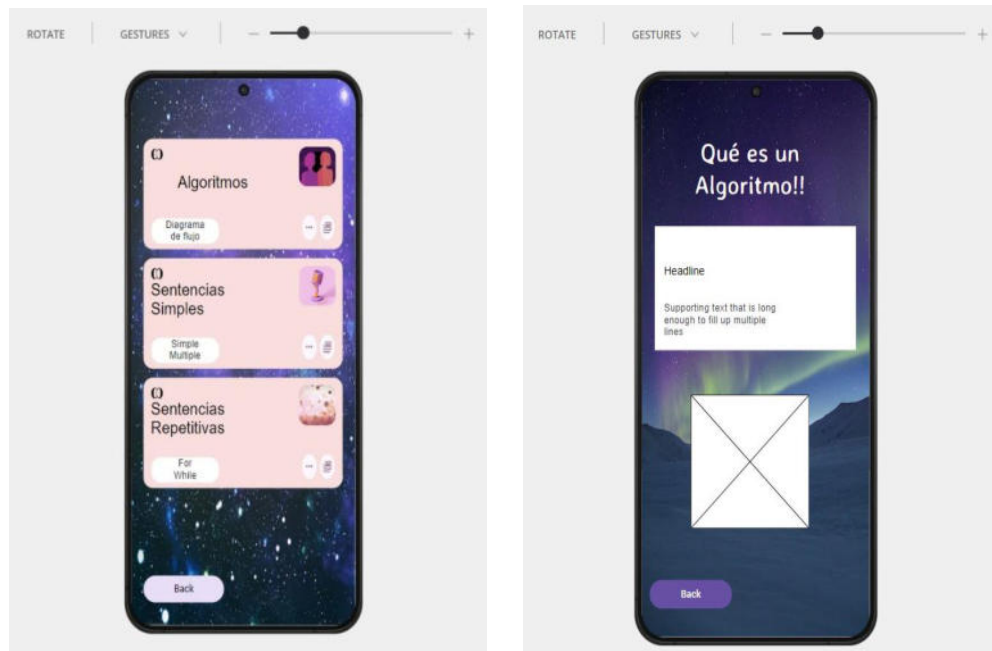 ROTATE
GESTURES
Algoritmos
Diagrama
de flujo
Sentencias
Simples
Simple
Multiple
Sentencias
Repetitivas
For
While
Back
ROTATE
GESTURES
Qué es un
Algoritmo!!
Headline
Supporting text that is long
enough to fill up multiple
lines
Back